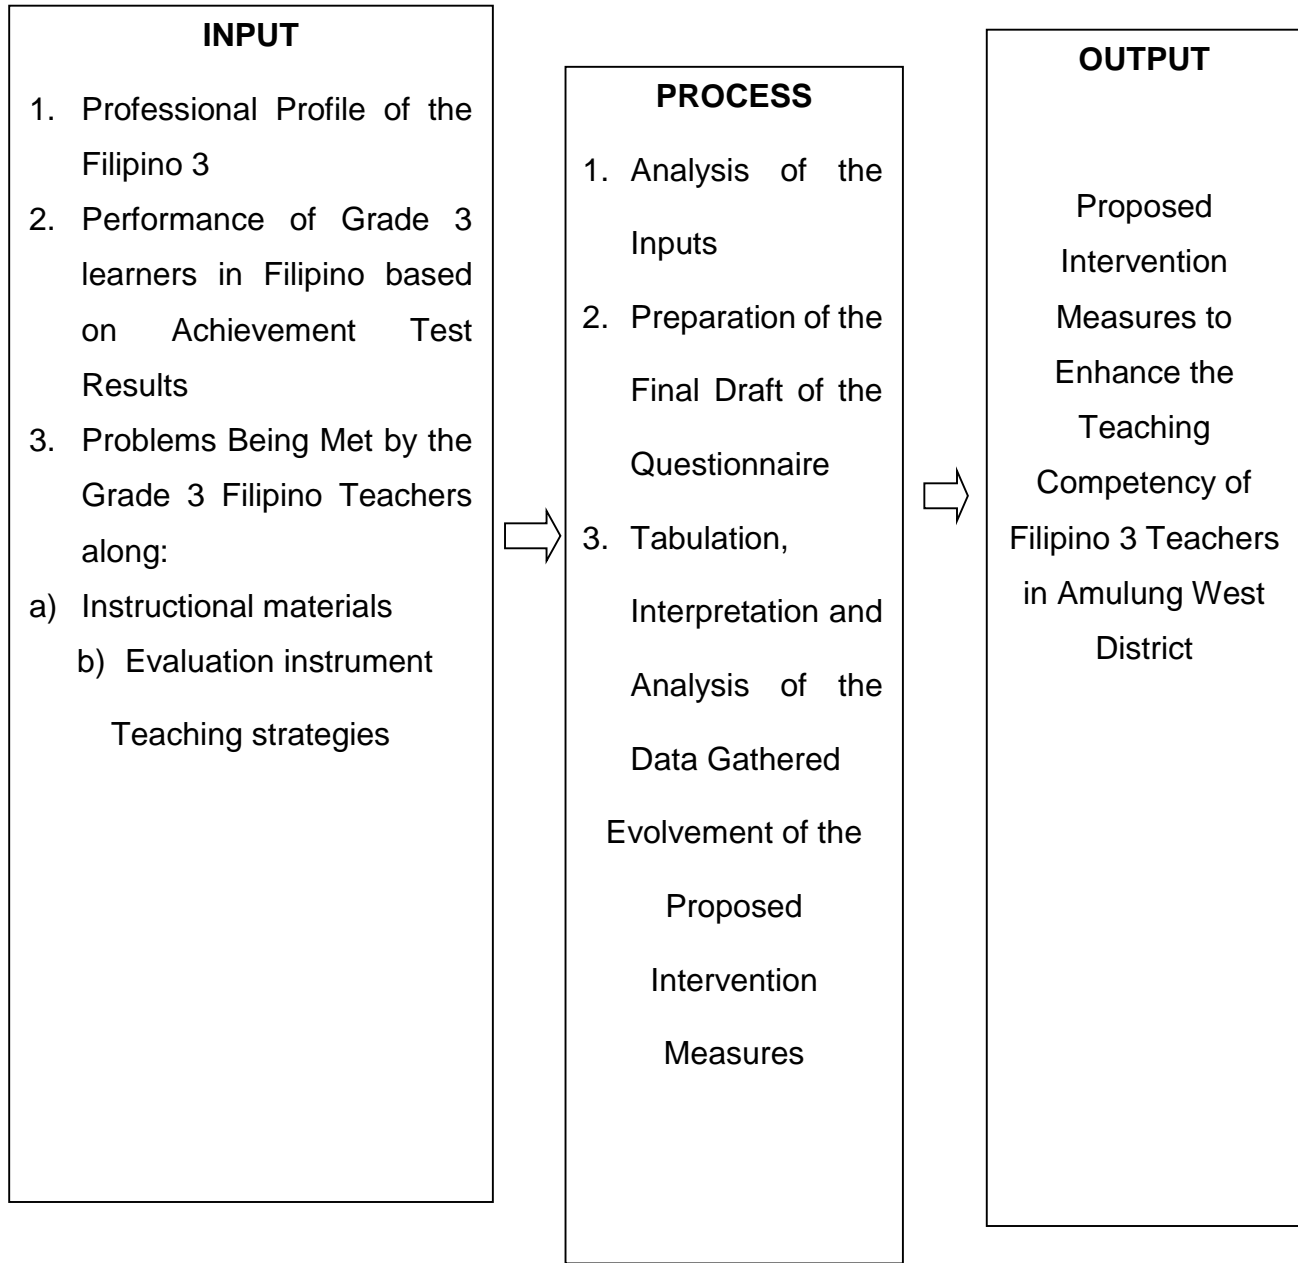 INPUT
1. Professional Profile of the
Filipino 3
2. Performance of Grade 3
learners in Filipino based
on Achievement Test
Results
3. Problems Being Met by the
Grade 3 Filipino Teachers
along:
a) Instructional materials
b) Evaluation instrument
Teaching strategies
PROCESS
1. Analysis of the
Inputs
2. Preparation of the
Final Draft of the
Questionnaire
3. Tabulation,
Interpretation and
Analysis of the
Data Gathered
Evolvement of the
Proposed
Intervention
Measures
OUTPUT
Proposed
Intervention
Measures to
Enhance the
Teaching
Competency of
Filipino 3 Teachers
in Amulung West
District